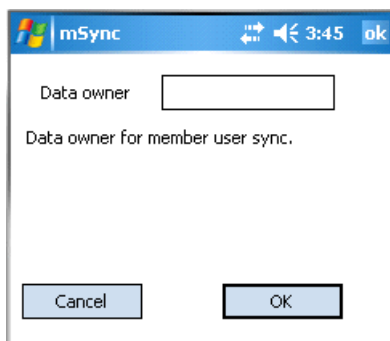 mSync 3:45 ok
Data owner
Data owner for member user sync.
Cancel OK